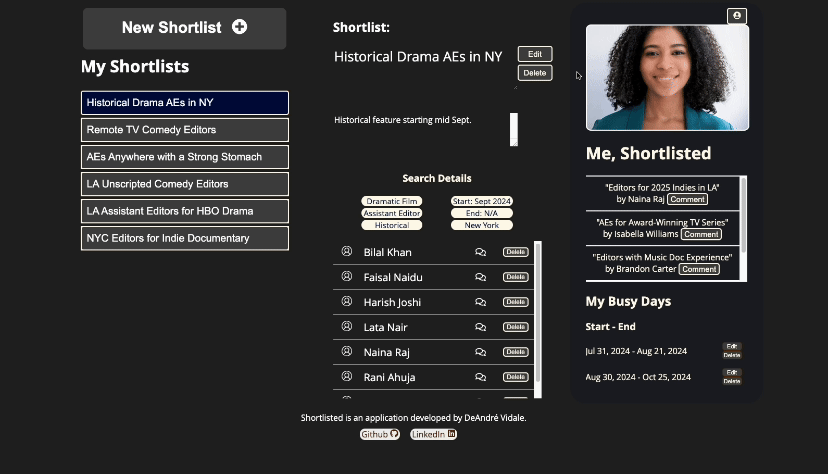 New Shortlist
My Shortlists
Historical Drama AEs in NY
Remote TV Comedy Editors
AEs Anywhere with a Strong Stomach
LA Unscripted Comedy Editors
LA Assistant Editors for HBO Drama
NYC Editors for Indie Documentary
Shortlist:
Historical Drama AEs in NY
Edit
Delete
Historical feature starting mid Sept.
Search Details
Dramatic Film Start: Sept 2024
Assistant Editor End: N/A
Historical New York
Bilal Khan Delete
Faisal Naidu Delete
Harish Joshi Delete
Lata Nair Delete
Naina Raj Delete
Rani Ahuja Delete
Me, Shortlisted
"Editors for 2025 Indies in LA"
by Naina Raj Comment
"AEs for Award-Winning TV Series"
by Isabella Williams Comment
"Editors with Music Doc Experience"
by Brandon Carter Comment
My Busy Days
Start - End
Jul 31, 2024 - Aug 21, 2024 Edit
Delete
Aug 30, 2024 - Oct 25, 2024 Edit
Delete
Shortlisted is an application developed by DeAndré Vidale.
Github LinkedIn